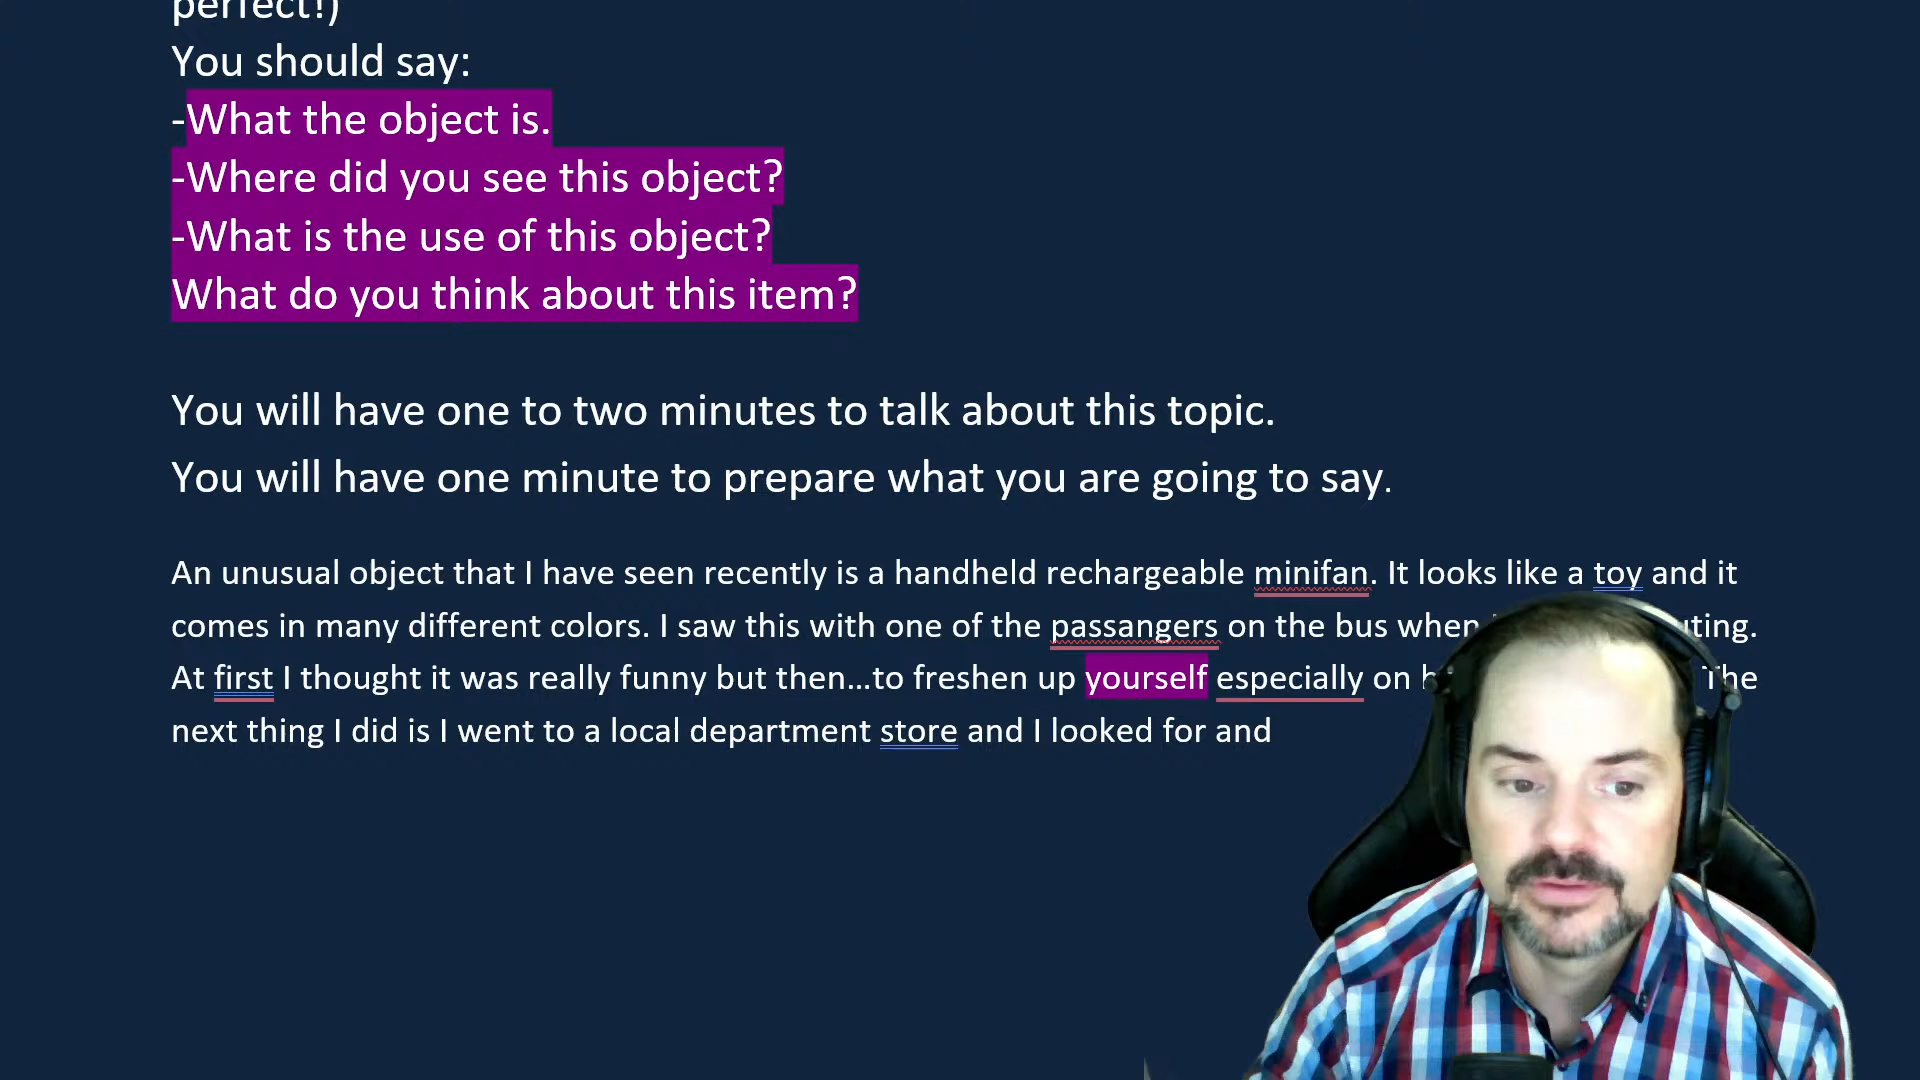 perfect!)
You should say:
-What the object is.
-Where did you see this object?
-What is the use of this object?
What do you think about this item?
You will have one to two minutes to talk about this topic.
You will have one minute to prepare what you are going to say.
An unusual object that I have seen recently is a handheld rechargeable minifan. It looks like a toy and it
comes in many different colors. I saw this with one of the passangers on the bus when
At first I thought it was really funny but then...to freshen up yourself especially on The
next thing I did is I went to a local department store and I looked for and